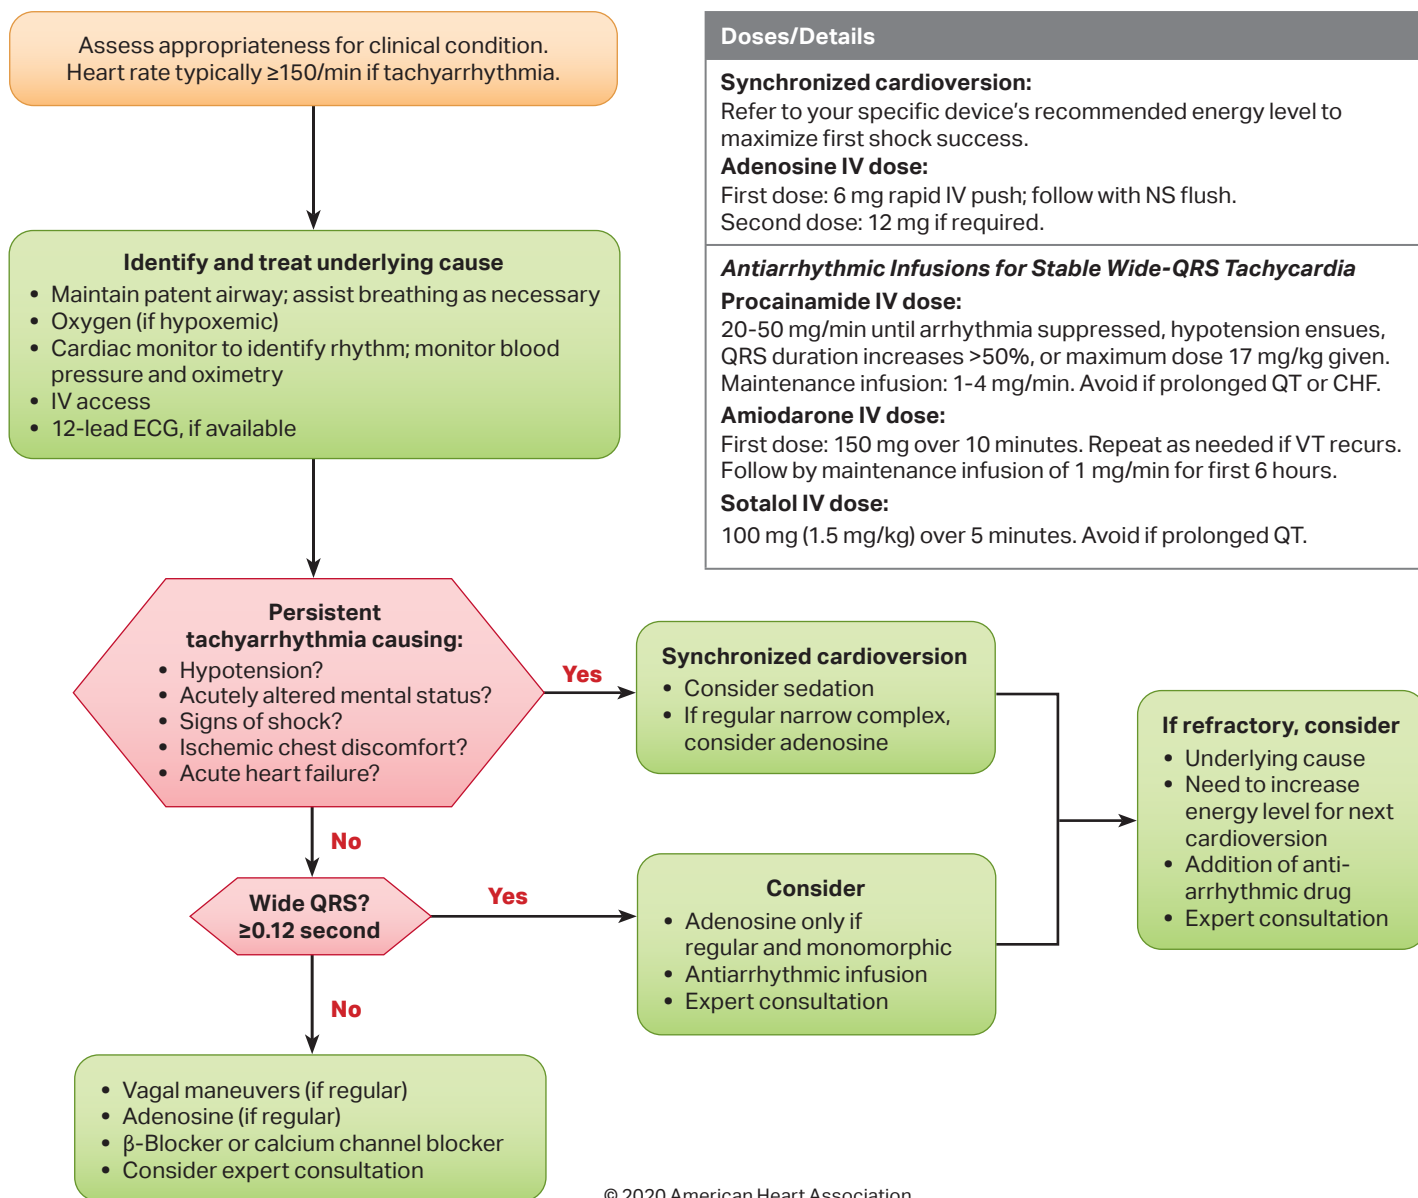 Assess appropriateness for clinical condition.
Heart rate typically ≥150/min if tachyarrhythmia.
Identify and treat underlying cause
• Maintain patent airway; assist breathing as necessary
• Oxygen (if hypoxemic)
• Cardiac monitor to identify rhythm; monitor blood
pressure and oximetry
• IV access
• 12-lead ECG, if available
Persistent
tachyarrhythmia causing:
• Hypotension?
• Acutely altered mental status?
• Signs of shock?
• Ischemic chest discomfort?
• Acute heart failure?
Yes
Synchronized cardioversion
• Consider sedation
• If regular narrow complex,
consider adenosine
If refractory, consider
• Underlying cause
• Need to increase
energy level for next
cardioversion
• Addition of anti-
arrhythmic drug
• Expert consultation
No
Wide QRS?
≥0.12 second
Yes
Consider
• Adenosine only if
regular and monomorphic
• Antiarrhythmic infusion
• Expert consultation
No
• Vagal maneuvers (if regular)
• Adenosine (if regular)
• β-Blocker or calcium channel blocker
• Consider expert consultation
Doses/Details
Synchronized cardioversion:
Refer to your specific device’s recommended energy level to
maximize first shock success.
Adenosine IV dose:
First dose: 6 mg rapid IV push; follow with NS flush.
Second dose: 12 mg if required.
Antiarrhythmic Infusions for Stable Wide-QRS Tachycardia
Procainamide IV dose:
20-50 mg/min until arrhythmia suppressed, hypotension ensues,
QRS duration increases >50%, or maximum dose 17 mg/kg given.
Maintenance infusion: 1-4 mg/min. Avoid if prolonged QT or CHF.
Amiodarone IV dose:
First dose: 150 mg over 10 minutes. Repeat as needed if VT recurs.
Follow by maintenance infusion of 1 mg/min for first 6 hours.
Sotalol IV dose:
100 mg (1.5 mg/kg) over 5 minutes. Avoid if prolonged QT.
© 2020 American Heart Association